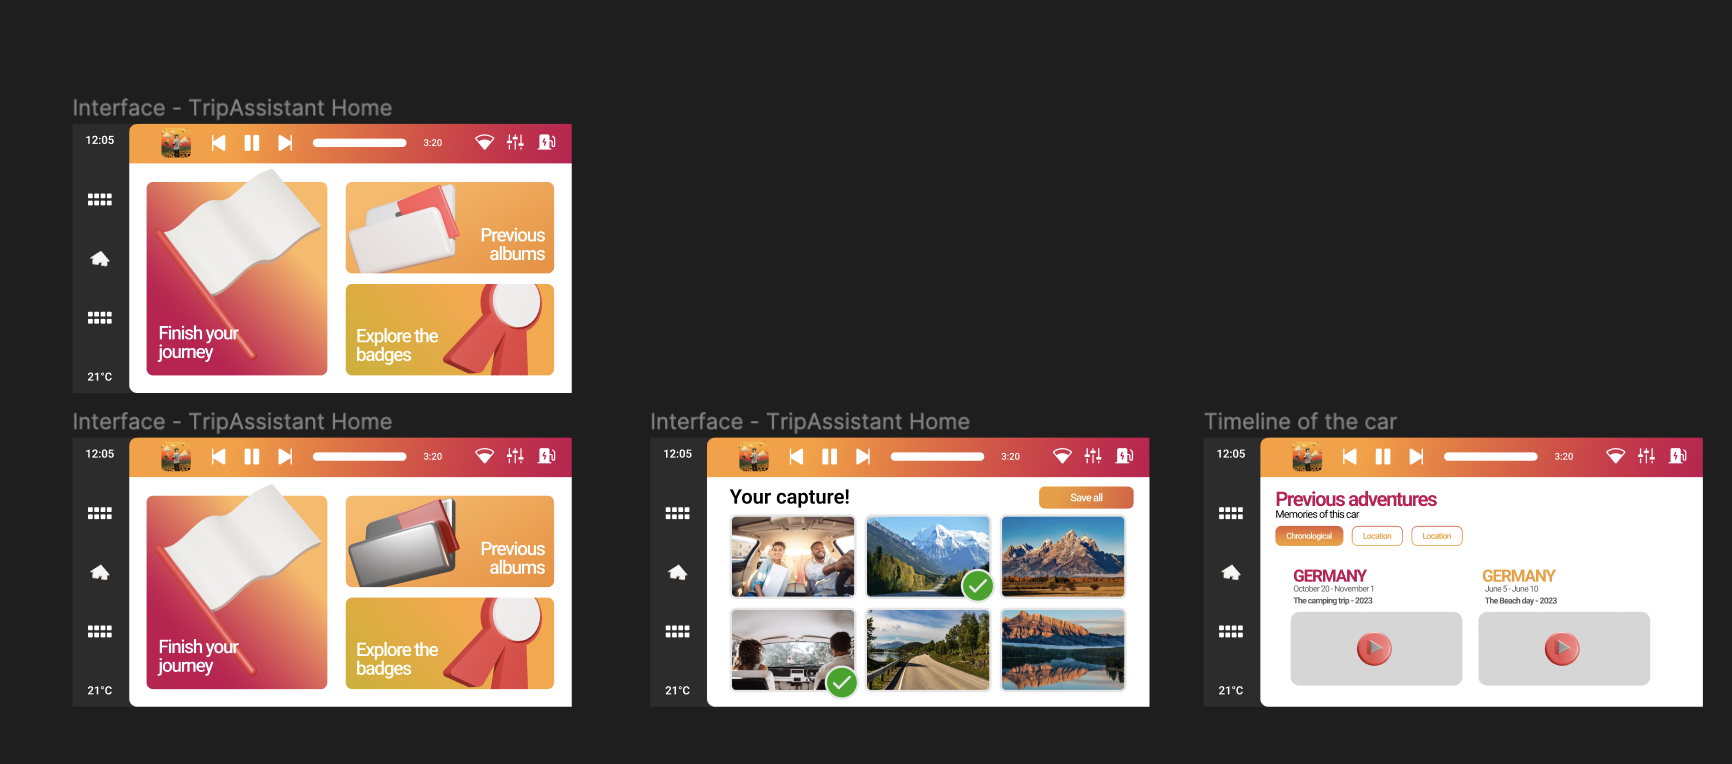 Interface - TripAssistant Home
12:05
3:20
Finish your
journey
Previous
albums
Explore the
badges
21°C
Interface - TripAssistant Home
12:05
3:20
Finish your
journey
Previous
albums
Explore the
badges
21°C
Interface - TripAssistant Home
12:05
3:20
Your capture!
Save all
21°C
Timeline of the car
12:05
3:20
Previous adventures
Memories of this car
Chronological
Location
Location
GERMANY
October 20 - November 1
The camping trip - 2023
GERMANY
June 5 - June 10
The Beach day - 2023
21°C